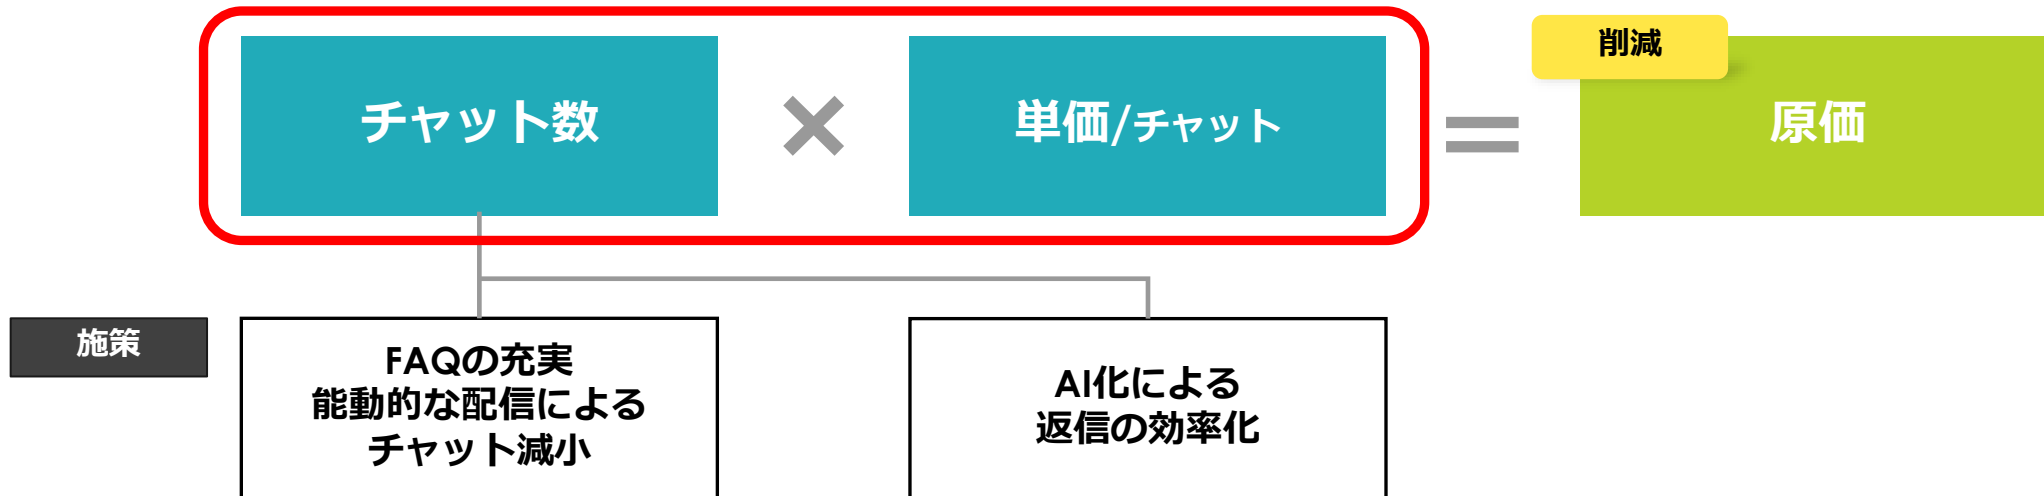 チャット数
×
単価/チャット
=
削減
原価
施策
FAQの充実
能動的な配信による
チャット減小
AI化による
返信の効率化